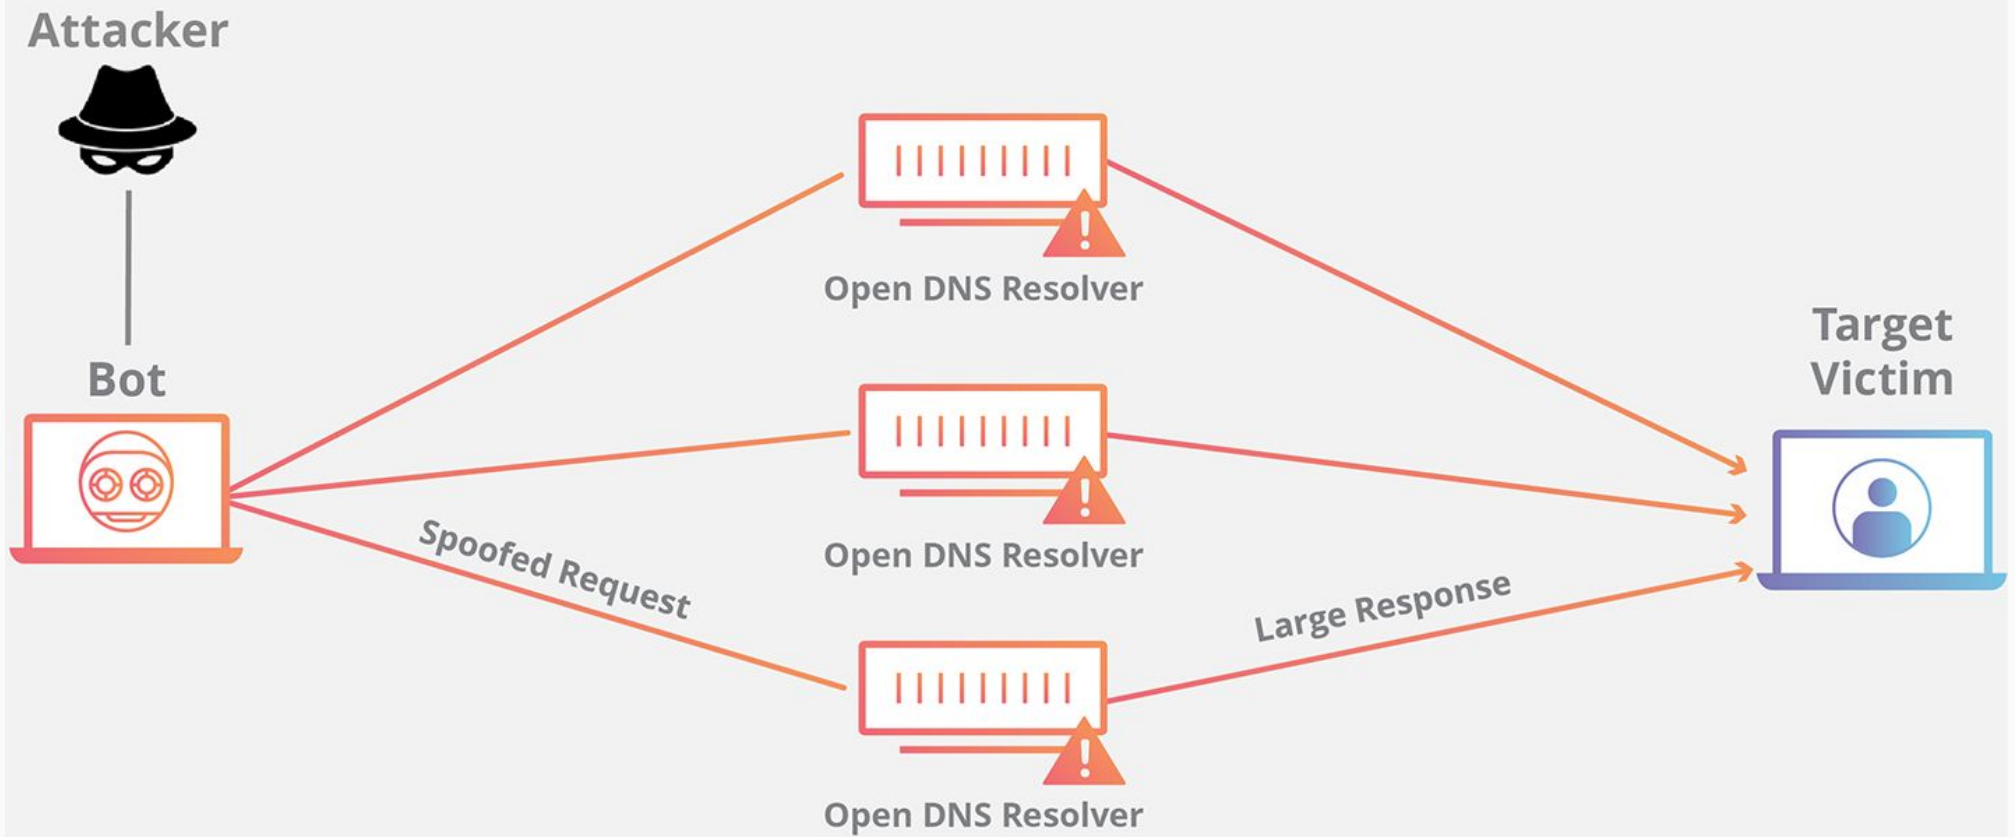 Attacker
Open DNS Resolver
Target
Victim
Bot
Spoofed Request
Open DNS Resolver
Large Response
Open DNS Resolver